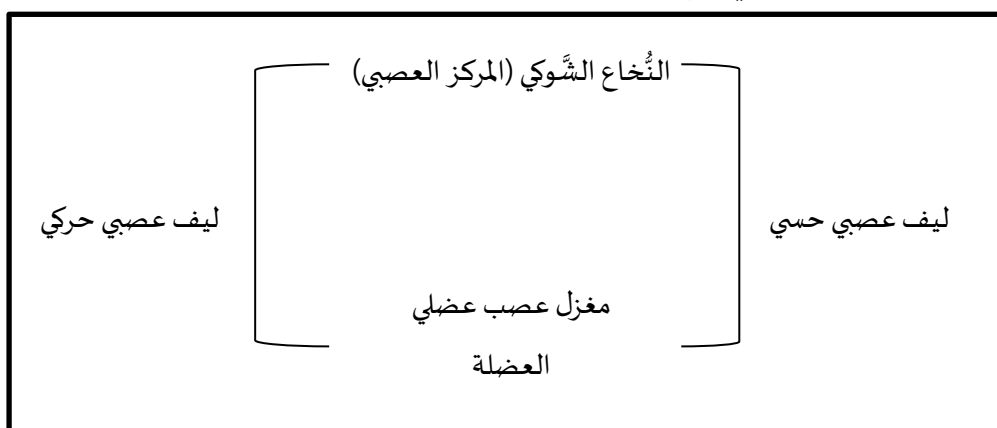 النُّخاع الشَّوكي (المركز العصبي)
ليف عصبي حسي
ليف عصبي حركي
مغزل عصب عضلي
العضلة